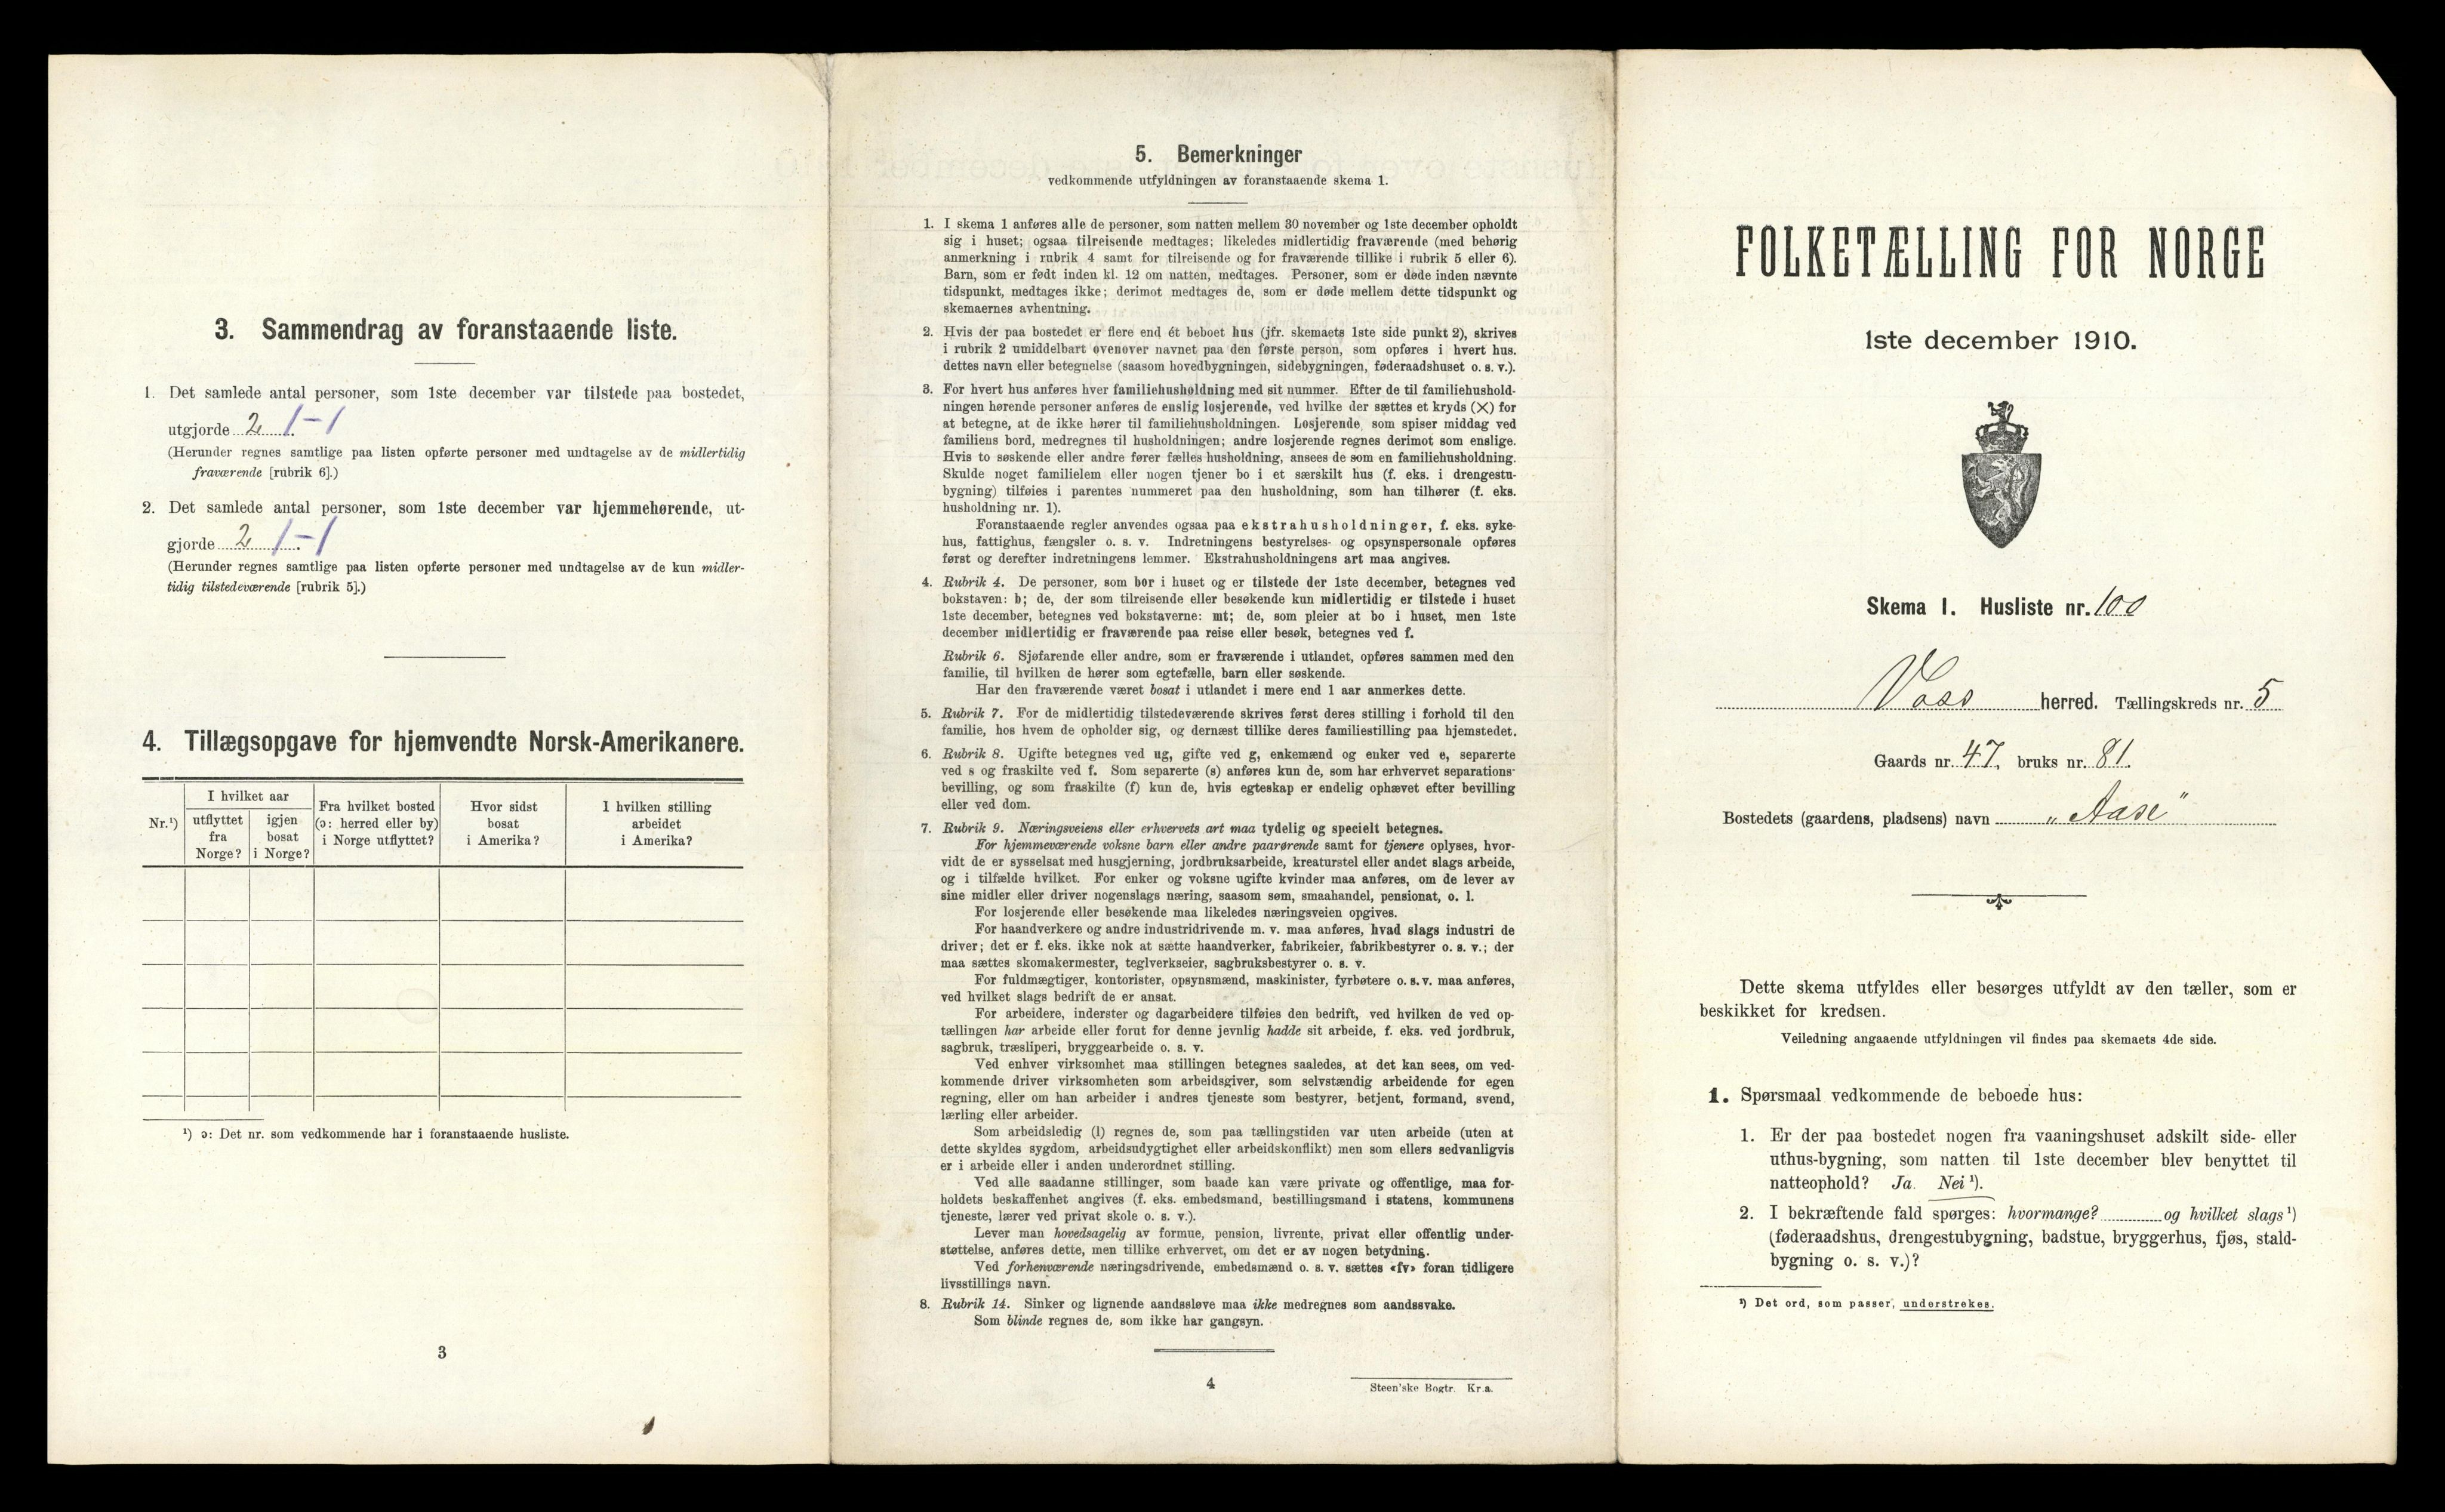 3. Sammendrag av foranstaaende liste.
1. Det samlede antal personer, som 1ste december var tilstede paa bostedet,
utgjorde 2 1-1
(Herunder regnes samtlige paa listen opførte personer med undtagelse av de midlertidig
fraværende [rubrik 6].)
2. Det samlede antal personer, som 1ste december var hjemmehørende, ut-
gjorde 2 1-1
(Herunder regnes samtlige paa listen opførte personer med undtagelse av de kun midler-
tidig tilstedeværende [rubrik 5].)
4. Tillægsopgave for hjemvendte Norsk-Amerikanere.
Nr.¹)
I hvilket aar
utflyttet
fra
Norge?
igjen
bosat
i Norge?
Fra hvilket bosted
(ɔ: herred eller by)
i Norge utflyttet?
Hvor sidst
bosat
i Amerika?
I hvilken stilling
arbeidet
i Amerika?
¹) ɔ: Det nr. som vedkommende har i foranstaaende husliste.
3
5. Bemerkninger
vedkommende utfyldningen av foranstaaende skema 1.
1. I skema 1 anføres alle de personer, som natten mellem 30 november og 1ste december opholdt
sig i huset; ogsaa tilreisende medtages; likeledes midlertidig fraværende (med behørig
anmerkning i rubrik 4 samt for tilreisende og for fraværende tillike i rubrik 5 eller 6).
Barn, som er født inden kl. 12 om natten, medtages. Personer, som er døde inden nævnte
tidspunkt, medtages ikke; derimot medtages de, som er døde mellem dette tidspunkt og
skemaernes avhentning.
2. Hvis der paa bostedet er flere end ét beboet hus (jfr. skemaets 1ste side punkt 2), skrives
i rubrik 2 umiddelbart ovenover navnet paa den første person, som opføres i hvert hus.
dettes navn eller betegnelse (saasom hovedbygningen, sidebygningen, føderaadshuset o. s. v.).
3. For hvert hus anføres hver familiehusholdning med sit nummer. Efter de til familiehushold-
ningen hørende personer anføres de enslig losjerende, ved hvilke der sættes et kryds (×) for
at betegne, at de ikke hører til familiehusholdningen. Losjerende, som spiser middag ved
familiens bord, medregnes til husholdningen; andre losjerende regnes derimot som enslige.
Hvis to søskende eller andre fører fælles husholdning, ansees de som en familiehusholdning.
Skulde noget familielem eller nogen tjener bo i et særskilt hus (f. eks. i drengestu-
bygning) tilføies i parentes nummeret paa den husholdning, som han tilhører (f. eks.
husholdning nr. 1).
Foranstaaende regler anvendes ogsaa paa ekstrahusholdninger, f. eks. syke-
hus, fattighus, fængsler o. s. v. Indretningens bestyrelses- og opsynspersonale opføres
først og derefter indretningens lemmer. Ekstrahusholdningens art maa angives.
4. Rubrik 4. De personer, som bor i huset og er tilstede der 1ste december, betegnes ved
bokstaven: b; de, der som tilreisende eller besøkende kun midlertidig er tilstede i huset
1ste december, betegnes ved bokstaverne: mt; de, som pleier at bo i huset, men 1ste
december midlertidig er fraværende paa reise eller besøk, betegnes ved f.
Rubrik 6. Sjøfarende eller andre, som er fraværende i utlandet, opføres sammen med den
familie, til hvilken de hører som egtefælle, barn eller søskende.
Har den fraværende været bosat i utlandet i mere end 1 aar anmerkes dette.
5. Rubrik 7. For de midlertidig tilstedeværende skrives først deres stilling i forhold til den
familie, hos hvem de opholder sig, og dernæst tillike deres familiestilling paa hjemstedet.
6. Rubrik 8. Ugifte betegnes ved ug, gifte ved g, enkemænd og enker ved e, separerte
ved s og fraskilte ved f. Som separerte (s) anføres kun de, som har erhvervet separations-
bevilling, og som fraskilte (f) kun de, hvis egteskap er endelig ophævet efter bevilling
eller ved dom.
7. Rubrik 9. Næringsveiens eller erhvervets art maa tydelig og specielt betegnes.
For hjemmeværende voksne barn eller andre paarørende samt for tjenere oplyses, hvor-
vidt de er sysselsat med husgjerning, jordbruksarbeide, kreaturstel eller andet slags arbeide,
og i tilfælde hvilket. For enker og voksne ugifte kvinder maa anføres, om de lever av
sine midler eller driver nogenslags næring, saasom søm, smaahandel, pensionat, o. l.
For losjerende eller besøkende maa likeledes næringsveien opgives.
For haandverkere og andre industridrivende m. v. maa anføres, hvad slags industri de
driver; det er f. eks. ikke nok at sætte haandverker, fabrikeier, fabrikbestyrer o. s. v.; der
maa sættes skomakermester, teglverkseier, sagbruksbestyrer o. s. v.
For fuldmægtiger, kontorister, opsynsmænd, maskinister, fyrbøtere o. s. v. maa anføres,
ved hvilket slags bedrift de er ansat.
For arbeidere, inderster og dagarbeidere tilføies den bedrift, ved hvilken de ved op-
tællingen har arbeide eller forut for denne jevnlig hadde sit arbeide, f. eks. ved jordbruk,
sagbruk, træsliperi, bryggearbeide o. s. v.
Ved enhver virksomhet maa stillingen betegnes saaledes, at det kan sees, om ved-
kommende driver virksomheten som arbeidsgiver, som selvstændig arbeidende for egen
regning, eller om han arbeider i andres tjeneste som bestyrer, betjent, formand, svend,
lærling eller arbeider.
Som arbeidsledig (l) regnes de, som paa tællingstiden var uten arbeide (uten at
dette skyldes sygdom, arbeidsudygtighet eller arbeidskonflikt) men som ellers sedvanligvis
er i arbeide eller i anden underordnet stilling.
Ved alle saadanne stillinger, som baade kan være private og offentlige, maa for-
holdets beskaffenhet angives (f. eks. embedsmand, bestillingsmand i statens, kommunens
tjeneste, lærer ved privat skole o. s. v.).
Lever man hovedsagelig av formue, pension, livrente, privat eller offentlig under-
støttelse, anføres dette, men tillike erhvervet, om det er av nogen betydning.
Ved forhenværende næringsdrivende, embedsmænd o. s. v. sættes «fv» foran tidligere
livsstillings navn.
8. Rubrik 14. Sinker og lignende aandssløve maa ikke medregnes som aandssvake.
Som blinde regnes de, som ikke har gangsyn.
4
Steen'ske Bogtr. Kr.a.
FOLKETÆLLING FOR NORGE
1ste december 1910.
Skema 1. Husliste nr. 100
Voss herred. Tællingskreds nr. 5
Gaards nr. 47, bruks nr. 81.
Bostedets (gaardens, pladsens) navn „Aase"
Dette skema utfyldes eller besørges utfyldt av den tæller, som er
beskikket for kredsen.
Veiledning angaaende utfyldningen vil findes paa skemaets 4de side.
1. Spørsmaal vedkommende de beboede hus:
1. Er der paa bostedet nogen fra vaaningshuset adskilt side- eller
uthus-bygning, som natten til 1ste december blev benyttet til
natteophold? Ja. Nei ¹).
2. I bekræftende fald spørges: hvormange? og hvilket slags ¹)
(føderaadshus, drengestubygning, badstue, bryggerhus, fjøs, stald-
bygning o. s. v.)?
¹) Det ord, som passer, understrekes.